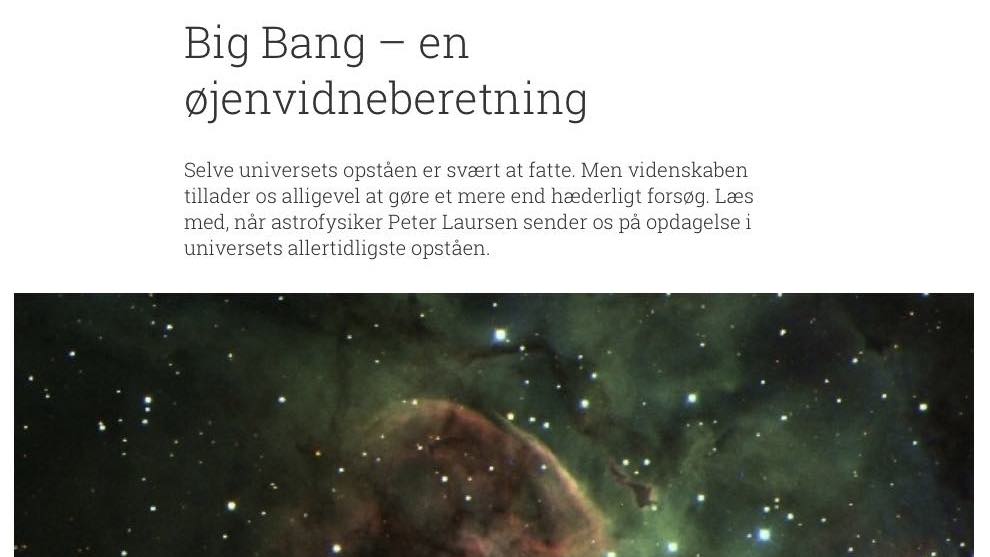 Big Bang – en
øjenvidneberetning
Selve universets opståen er svært at fatte. Men videnskaben
tillader os alligevel at gøre et mere end hæderligt forsøg. Læs
med, når astrofysiker Peter Laursen sender os på opdagelse i
universets allertidligste opståen.